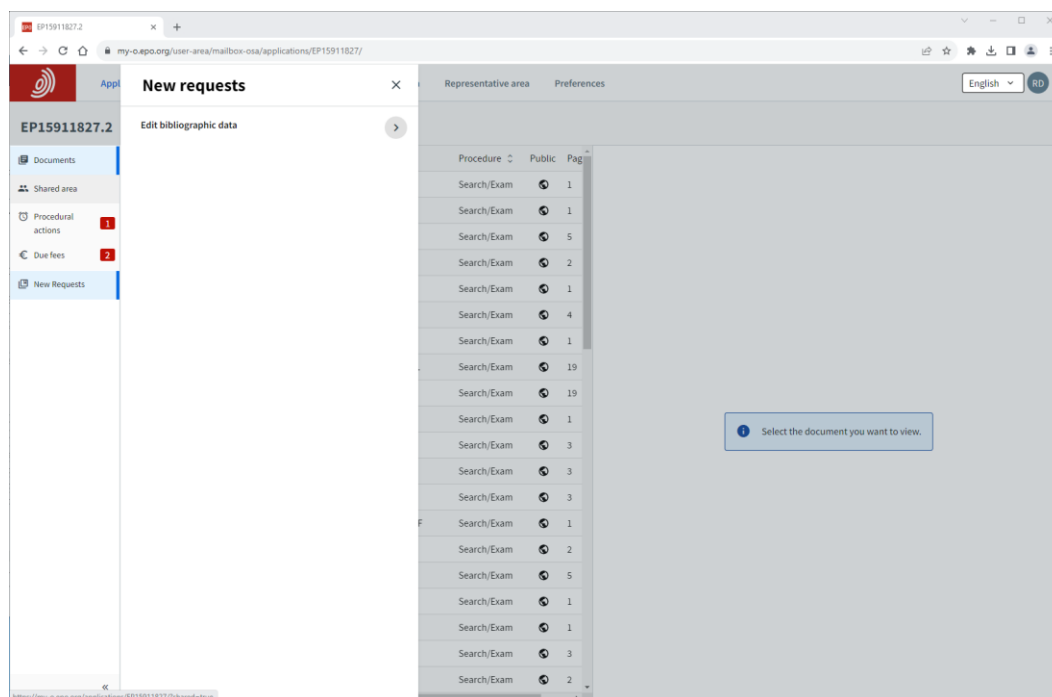 EP15911827.2
my-o.epo.org/user-area/mailbox-osa/applications/EP15911827/
Appl
New requests
Representative area
Preferences
English
RD
EP15911827.2
Edit bibliographic data
Documents
Procedure
Public
Pag
Shared area
Search/Exam 1
Search/Exam 1
Procedural
actions
1
Search/Exam 5
Due fees
2
Search/Exam 2
New Requests
Search/Exam 1
Search/Exam 4
Search/Exam 1
Search/Exam 19
Search/Exam 19
Search/Exam 1
Select the document you want to view.
Search/Exam 3
Search/Exam 3
Search/Exam 3
F Search/Exam 1
Search/Exam 2
Search/Exam 5
Search/Exam 1
Search/Exam 1
Search/Exam 3
Search/Exam 2